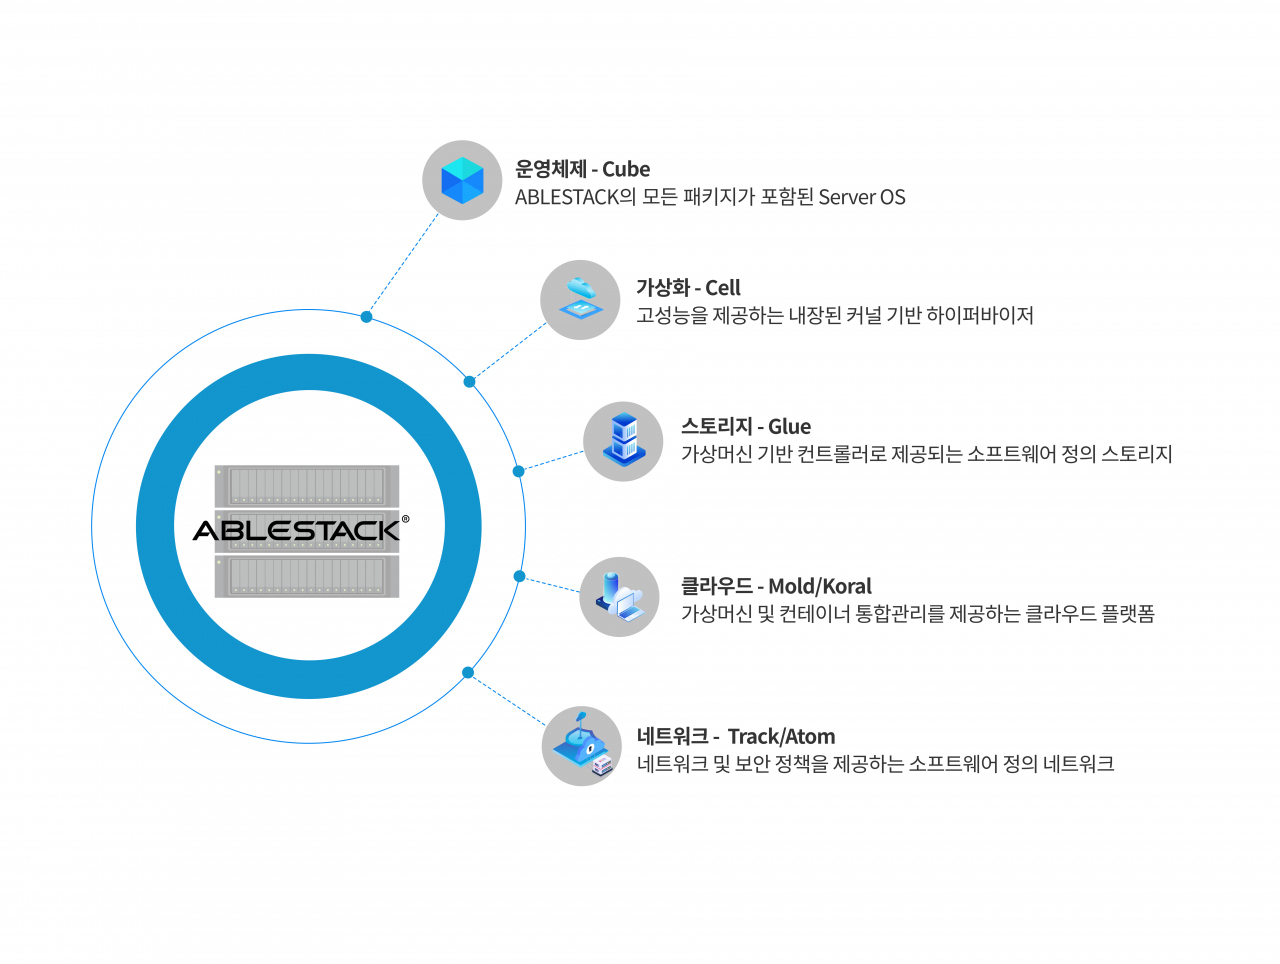 운영체제 - Cube
ABLESTACK의 모든 패키지가 포함된 Server OS
가상화 - Cell
고성능을 제공하는 내장된 커널 기반 하이퍼바이저
스토리지 - Glue
가상머신 기반 컨트롤러로 제공되는 소프트웨어 정의 스토리지
ABLESTACK®
클라우드 - Mold/Koral
가상머신 및 컨테이너 통합관리를 제공하는 클라우드 플랫폼
네트워크 - Track/Atom
네트워크 및 보안 정책을 제공하는 소프트웨어 정의 네트워크